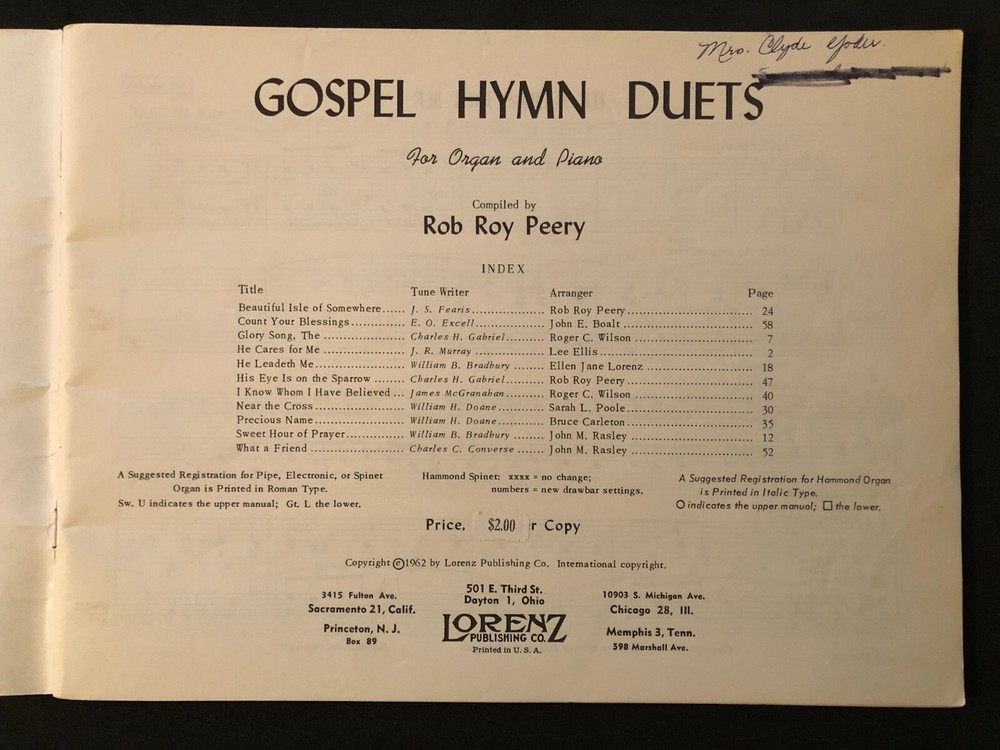 Mrs. Clyde Yoder.
GOSPEL HYMN DUETS
For Organ and Piano
Compiled by
Rob Roy Peery
INDEX
Title Tune Writer Arranger Page
Beautiful Isle of Somewhere...... J. S. Fearis................... Rob Roy Peery................................ 24
Count Your Blessings.............. E. O. Excell................. John E. Boalt ................................. 58
Glory Song, The ..................... Charles H. Gabriel......... Roger C. Wilson .............................. 7
He Cares for Me ..................... J. R. Murray ................. Lee Ellis....................................... 2
He Leadeth Me....................... William B. Bradbury ....... Ellen Jane Lorenz ........................... 18
His Eye Is on the Sparrow ........ Charles H. Gabriel......... Rob Roy Peery................................ 47
I Know Whom I Have Believed ... James McGranahan......... Roger C. Wilson .............................. 40
Near the Cross....................... William H. Doane........... Sarah L. Poole................................ 30
Precious Name....................... William H. Doane........... Bruce Carleton................................ 35
Sweet Hour of Prayer............... William B. Bradbury ....... John M. Rasley ............................... 12
What a Friend ........................ Charles C. Converse ....... John M. Rasley ............................... 52
A Suggested Registration for Pipe, Electronic, or Spinet
Organ is Printed in Roman Type.
Sw. U indicates the upper manual; Gt. L the lower.
Hammond Spinet: xxxx = no change;
numbers = new drawbar settings.
A Suggested Registration for Hammond Organ
is Printed in Italic Type.
○ indicates the upper manual; □ the lower.
Price, $2.00 r Copy
Copyright ©1962 by Lorenz Publishing Co. International copyright.
3415 Fulton Ave.
Sacramento 21, Calif.
Princeton, N. J.
Box 89
501 E. Third St.
Dayton 1, Ohio
LORENZ
PUBLISHING CO.
Printed in U. S. A.
10903 S. Michigan Ave.
Chicago 28, Ill.
Memphis 3, Tenn.
598 Marshall Ave.